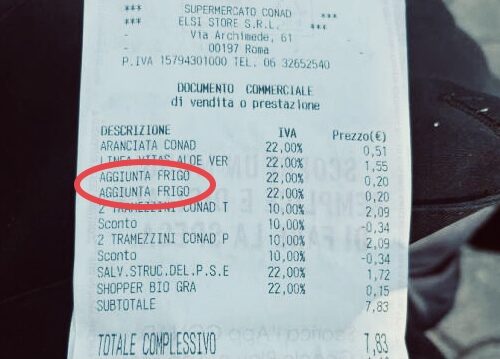 ***
SUPERMERCATO CONAD
*** ELSI STORE S.R.L. ***
- Via Archimede, 61 -
- 00197 Roma -
P.IVA 15794301000 TEL. 06 32652540
DOCUMENTO COMMERCIALE
di vendita o prestazione
DESCRIZIONE IVA Prezzo(€)
ARANCIATA CONAD 22,00% 0,51
LINEA VITAS ALOE VER 22,00% 1,55
AGGIUNTA FRIGO 22,00% 0,20
AGGIUNTA FRIGO 22,00% 0,20
2 TRAMEZZINI CONAD T 10,00% 2,09
Sconto 10,00% -0,34
2 TRAMEZZINI CONAD P 10,00% 2,09
Sconto 10,00% -0,34
SALV.STRUC.DEL.P.S.E 22,00% 1,72
SHOPPER BIO GRA 22,00% 0,15
SUBTOTALE 7,83
TOTALE COMPLESSIVO 7,83